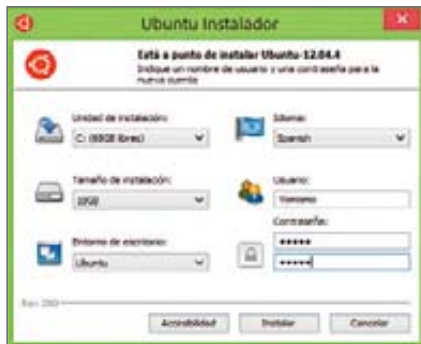 Ubuntu Instalador
Está a punto de instalar Ubuntu-12.04.4
Indique un nombre de usuario y una contraseña para la
nueva cuenta
Unidad de instalación:
C: (68GB libres)
Idioma:
Spanish
Tamaño de instalación:
Usuario:
Contraseña:
•••••
Entorno de escritorio:
•••••
Ubuntu
Accesibilidad
Instalar
Cancelar